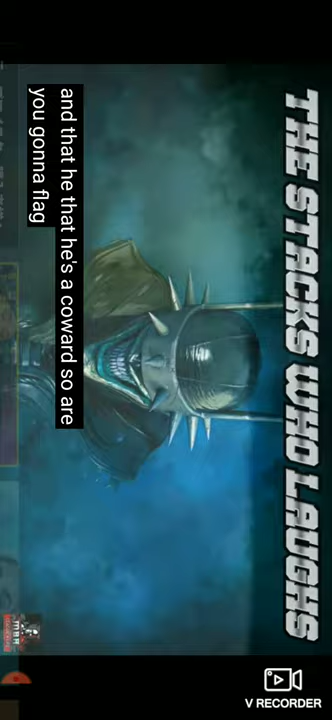 THE STACKS WHO LAUGHS
and that he that he's a coward so are
you gonna flag
V RECORDER